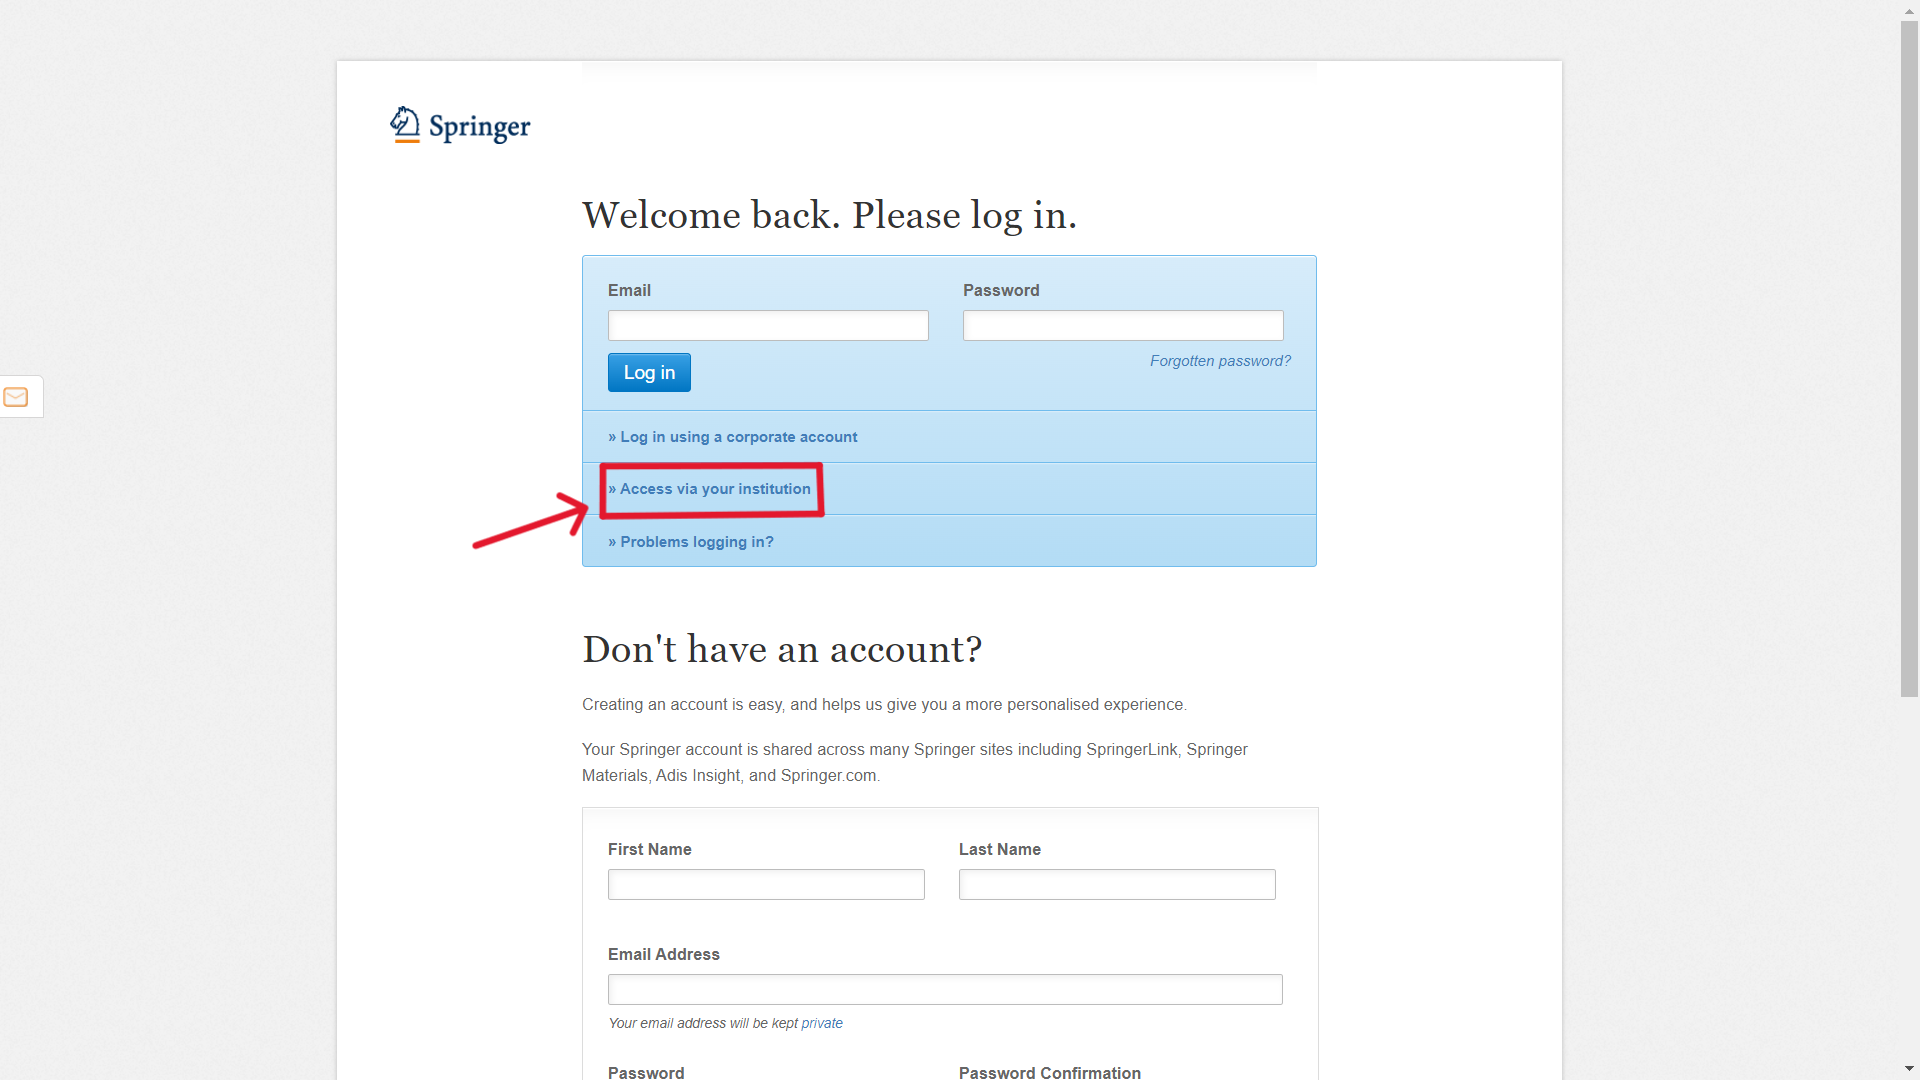 Springer
Welcome back. Please log in.
Email
Password
Log in
Forgotten password?
» Log in using a corporate account
» Access via your institution
» Problems logging in?
Don't have an account?
Creating an account is easy, and helps us give you a more personalised experience.
Your Springer account is shared across many Springer sites including SpringerLink, Springer
Materials, Adis Insight, and Springer.com.
First Name
Last Name
Email Address
Your email address will be kept private
Password
Password Confirmation